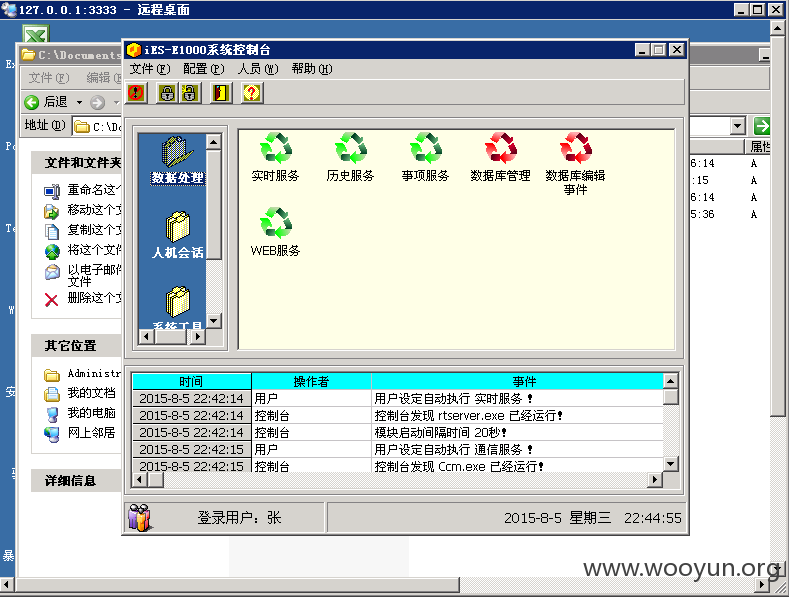 127.0.0.1:3333 - 远程桌面
C:\Documents
文件(F) 编辑(E
后退
地址(D) C:\Do
文件和文件夹
重命名这个
移动这个文
复制这个文
将这个文件
以电子邮件
文件
删除这个文
其它位置
Administr
我的文档
我的电脑
网上邻居
详细信息
属性
6:14 A
:15 A
6:14 A
5:36 A
iES-E1000系统控制台
文件(F) 配置(P) 人员(W) 帮助(H)
数据处理
人机会话
系统工具
实时服务 历史服务 事项服务 数据库管理 数据库编辑
事件
WEB服务
时间 操作者 事件
2015-8-5 22:42:14 用户 用户设定自动执行 实时服务 !
2015-8-5 22:42:14 控制台 控制台发现 rtserver.exe 已经运行!
2015-8-5 22:42:14 控制台 模块启动间隔时间 20秒!
2015-8-5 22:42:15 用户 用户设定自动执行 通信服务 !
2015-8-5 22:42:15 控制台 控制台发现 Ccm.exe 已经运行!
登录用户: 张
2015-8-5 星期三 22:44:55
www.wooyun.org